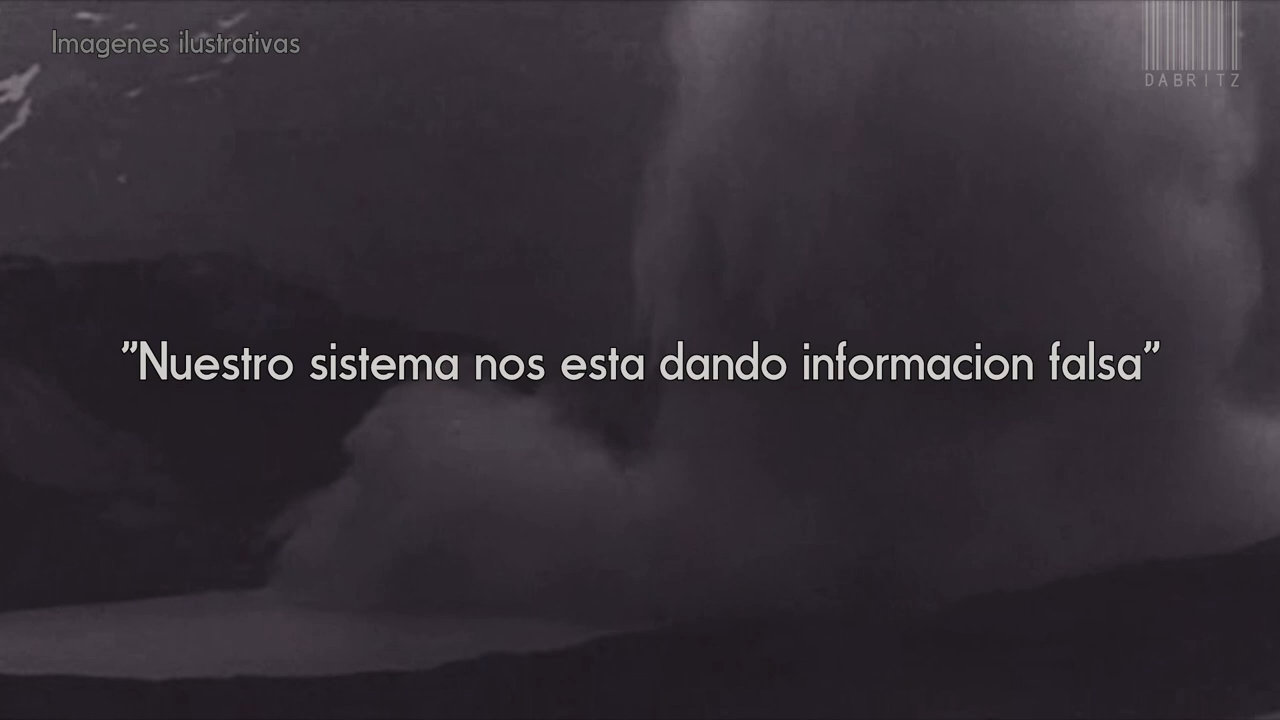 Imagenes ilustrativas
DABRITZ
"Nuestro sistema nos esta dando informacion falsa"